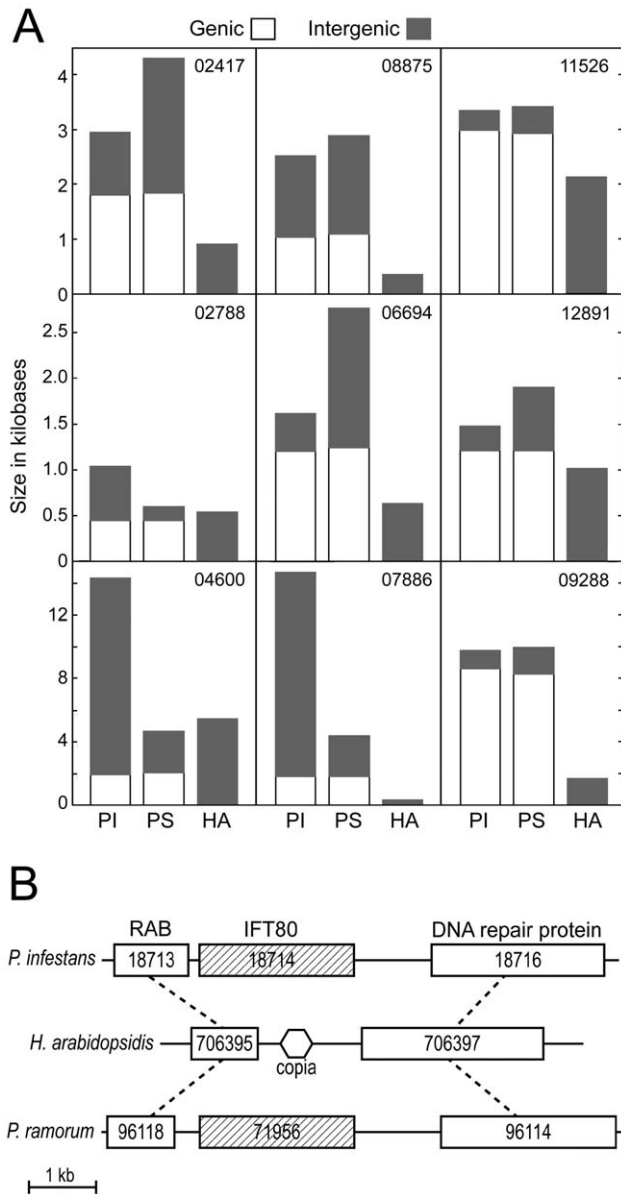 A
Genic Intergenic
Size in kilobases
4 02417 08875 11526
3
2
1
0
2.5 02788 06694 12891
2.0
1.5
1.0
0.5
0
04600 07886 09288
12
8
4
0
PI PS HA PI PS HA PI PS HA
B
RAB IFT80 DNA repair protein
P. infestans 18713 18714 18716
H. arabidopsidis 706395 706397
copia
P. ramorum 96118 71956 96114
1 kb